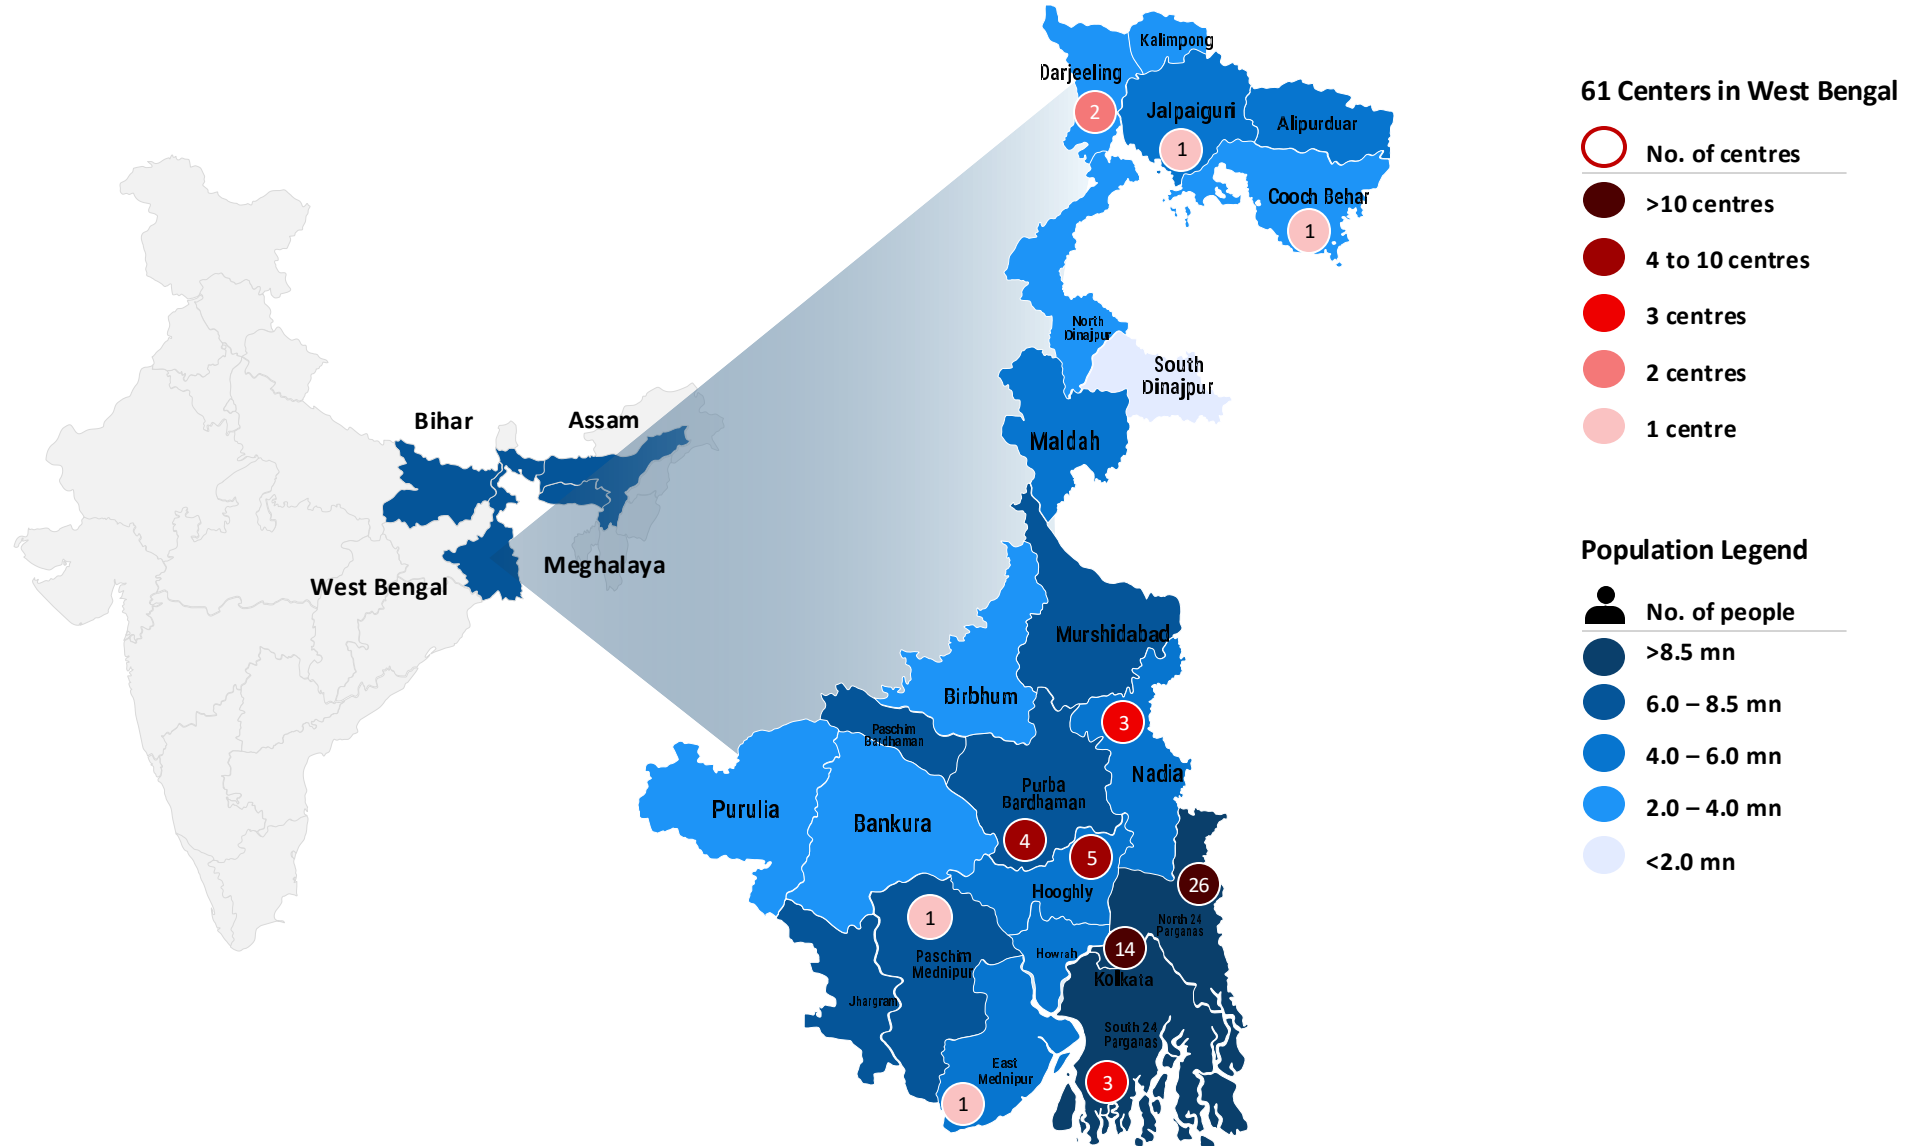 Bihar
Assam
West Bengal
Meghalaya
Kalimpong
Darjeeling
2
Jalpaiguri
1
Alipurduar
Cooch Behar
1
North
Dinajpur
South
Dinajpur
Maldah
Murshidabad
Birbhum
3
Paschim
Bardhaman
Nadia
Purba
Bardhaman
Purulia
Bankura
4
5
26
Hooghly
1
North 24
Parganas
14
Howrah
Paschim
Mednipur
Kolkata
Jhargram
South 24
Parganas
East
Mednipur
3
1
61 Centers in West Bengal
No. of centres
>10 centres
4 to 10 centres
3 centres
2 centres
1 centre
Population Legend
No. of people
>8.5 mn
6.0 – 8.5 mn
4.0 – 6.0 mn
2.0 – 4.0 mn
<2.0 mn